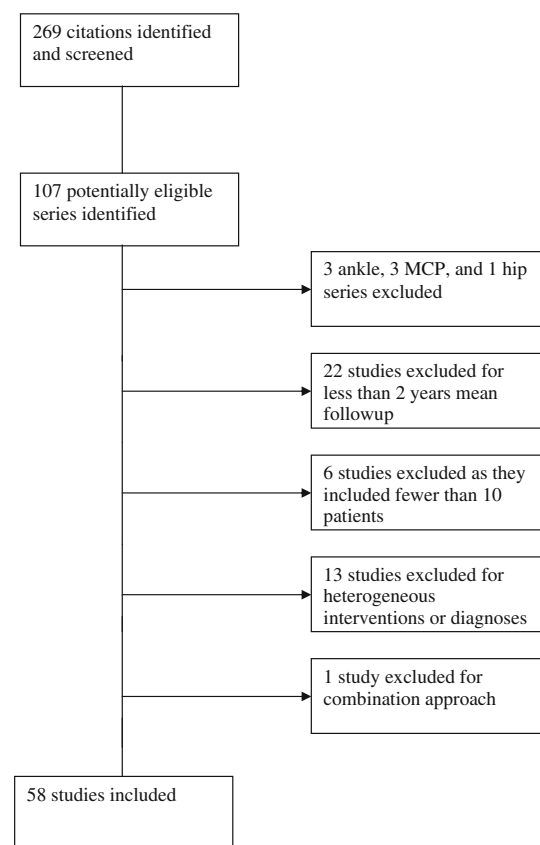 269 citations identified
and screened
107 potentially eligible
series identified
3 ankle, 3 MCP, and 1 hip
series excluded
22 studies excluded for
less than 2 years mean
followup
6 studies excluded as they
included fewer than 10
patients
13 studies excluded for
heterogeneous
interventions or diagnoses
1 study excluded for
combination approach
58 studies included